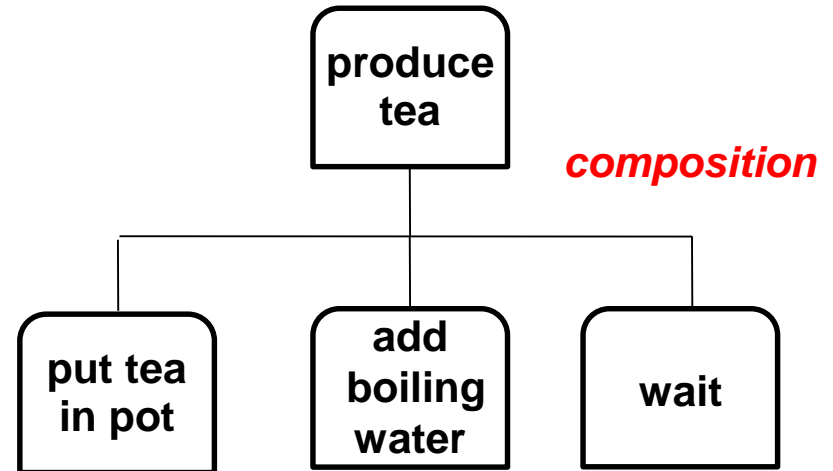 produce
tea
composition
put tea
in pot
add
boiling
water
wait